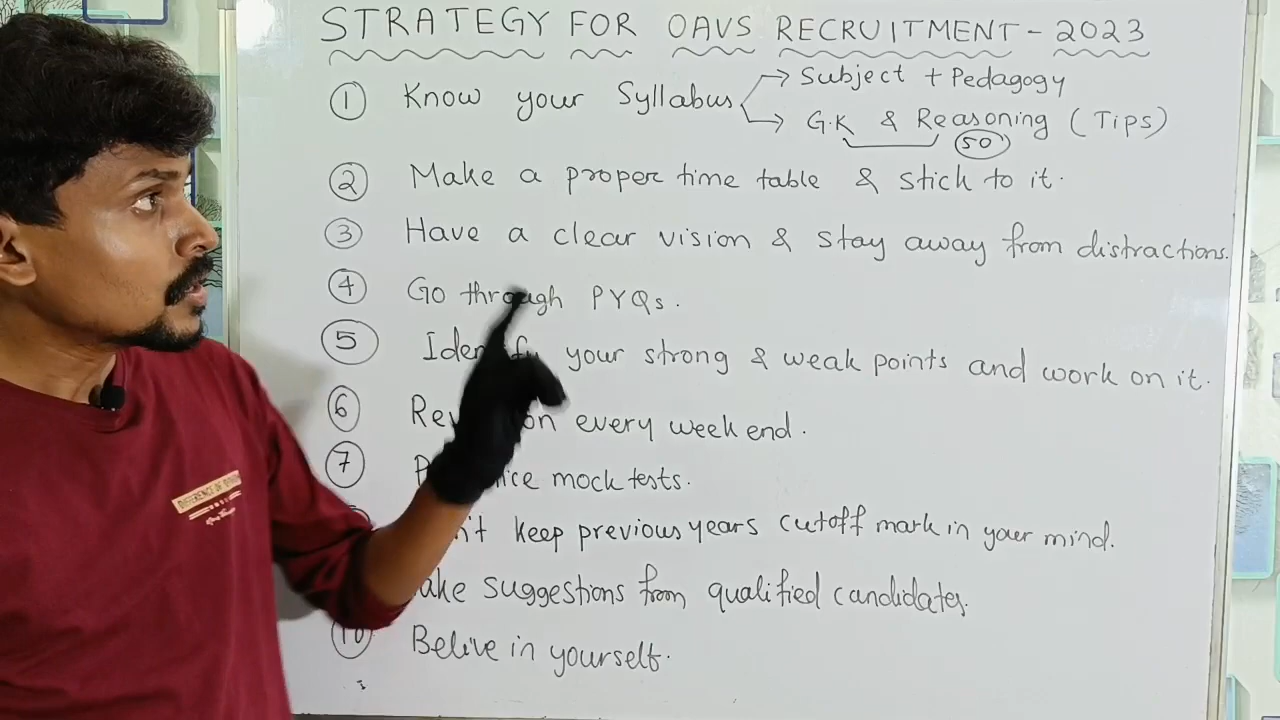 STRATEGY FOR OAVS RECRUITMENT - 2023
① Know your Syllabus → Subject + Pedagogy
→ G.K & Reasoning (Tips)
50
② Make a proper time table & stick to it.
③ Have a clear vision & stay away from distractions.
④ Go through PYQs.
⑤ your strong & weak points and work on it.
⑥ every week end.
⑦ mock tests.
keep previous years cutoff mark in your mind.
suggestions from qualified candidates.
⑩ Belive in yourself.